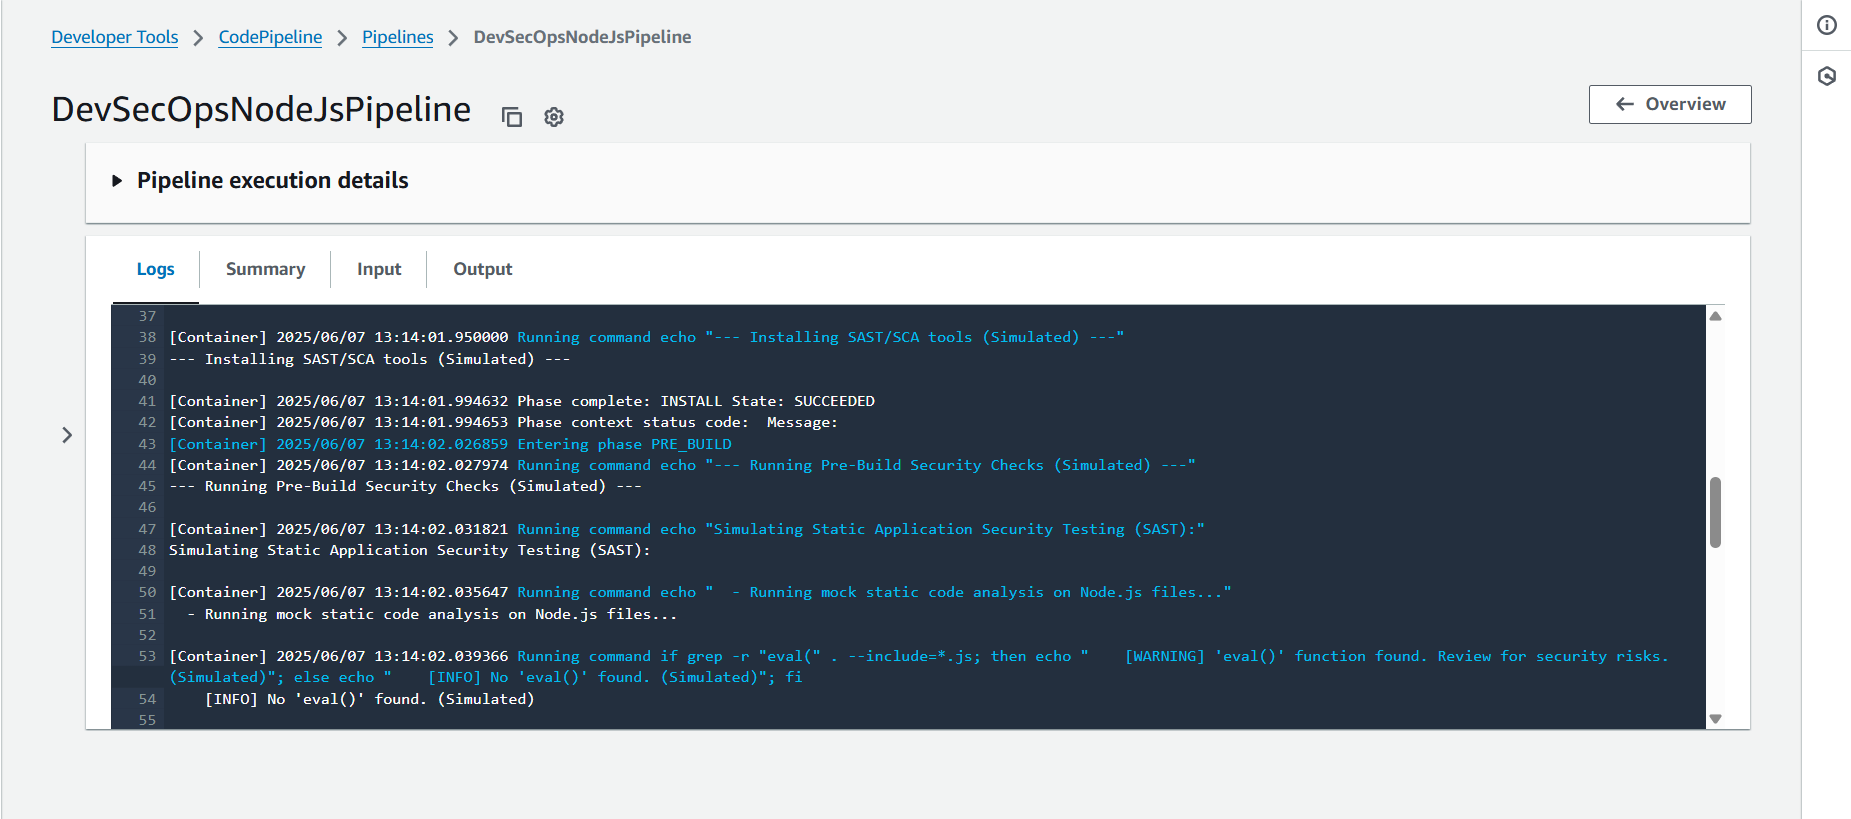 Developer Tools > CodePipeline > Pipelines > DevSecOpsNodeJsPipeline
DevSecOpsNodeJsPipeline
Overview
Pipeline execution details
Logs
Summary
Input
Output
37
38 [Container] 2025/06/07 13:14:01.950000 Running command echo "--- Installing SAST/SCA tools (Simulated) ---"
39 --- Installing SAST/SCA tools (Simulated) ---
40
41 [Container] 2025/06/07 13:14:01.994632 Phase complete: INSTALL State: SUCCEEDED
42 [Container] 2025/06/07 13:14:01.994653 Phase context status code:  Message:
43 [Container] 2025/06/07 13:14:02.026859 Entering phase PRE_BUILD
44 [Container] 2025/06/07 13:14:02.027974 Running command echo "--- Running Pre-Build Security Checks (Simulated) ---"
45 --- Running Pre-Build Security Checks (Simulated) ---
46
47 [Container] 2025/06/07 13:14:02.031821 Running command echo "Simulating Static Application Security Testing (SAST):"
48 Simulating Static Application Security Testing (SAST):
49
50 [Container] 2025/06/07 13:14:02.035647 Running command echo "  - Running mock static code analysis on Node.js files..."
51   - Running mock static code analysis on Node.js files...
52
53 [Container] 2025/06/07 13:14:02.039366 Running command if grep -r "eval(" . --include=*.js; then echo "    [WARNING] 'eval()' function found. Review for security risks.
(Simulated)"; else echo "    [INFO] No 'eval()' found. (Simulated)"; fi
54     [INFO] No 'eval()' found. (Simulated)
55